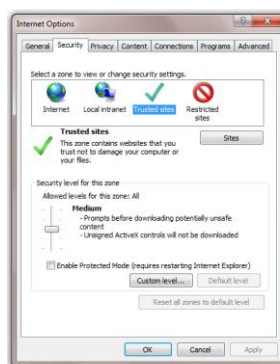 Internet Options
General Security Privacy Content Connections Programs Advanced
Select a zone to view or change security settings.
Internet Local intranet Trusted sites Restricted sites
Trusted sites
Sites
This zone contains websites that you
trust not to damage your computer or
your files.
Security level for this zone
Allowed levels for this zone: All
Medium
- Prompts before downloading potentially unsafe
content
- Unsigned ActiveX controls will not be downloaded
Enable Protected Mode (requires restarting Internet Explorer)
Custom level... Default level
Reset all zones to default level
OK Cancel Apply